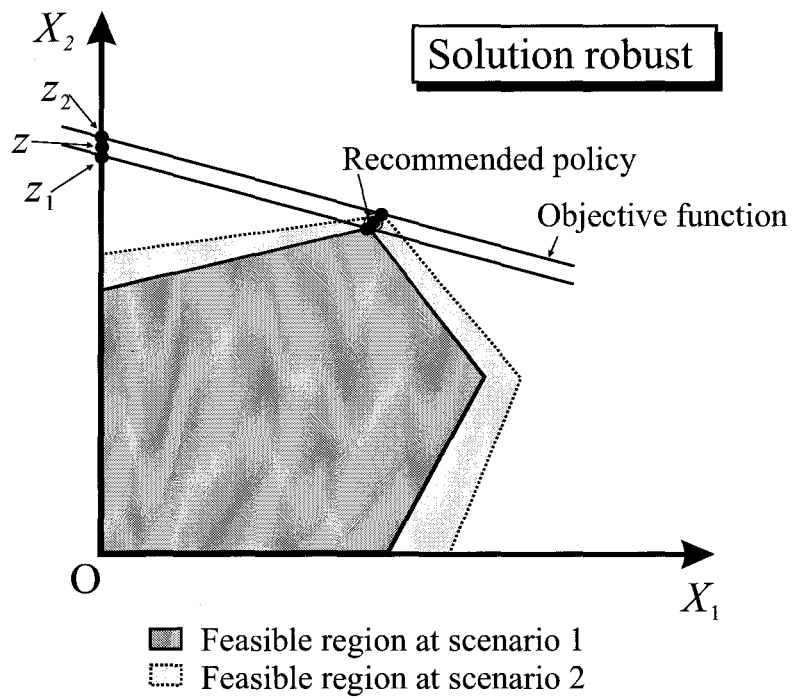 X₂
Solution robust
z₂
z
z₁
Recommended policy
Objective function
O
X₁
Feasible region at scenario 1
Feasible region at scenario 2